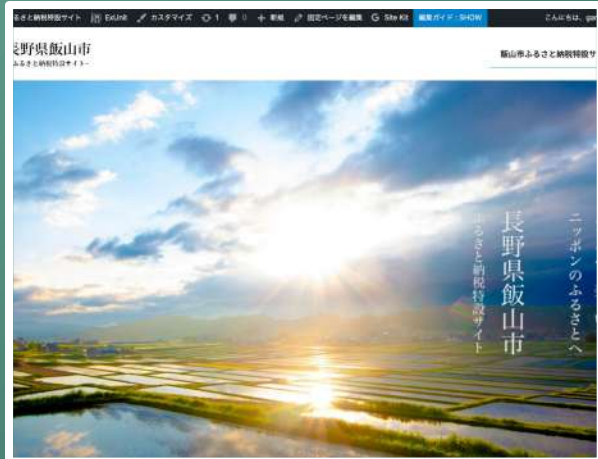 るさと納税特設サイト ExUnit カスタマイズ 1 0 新規 固定ページを編集 Site Kit 編集ガイド : SHOW こんにちは、gar
長野県飯山市
ふるさと納税特設サイト-
飯山市ふるさと納税特設サ
ニッポンのふるさとへ
長野県飯山市
ふるさと納税特設サイト